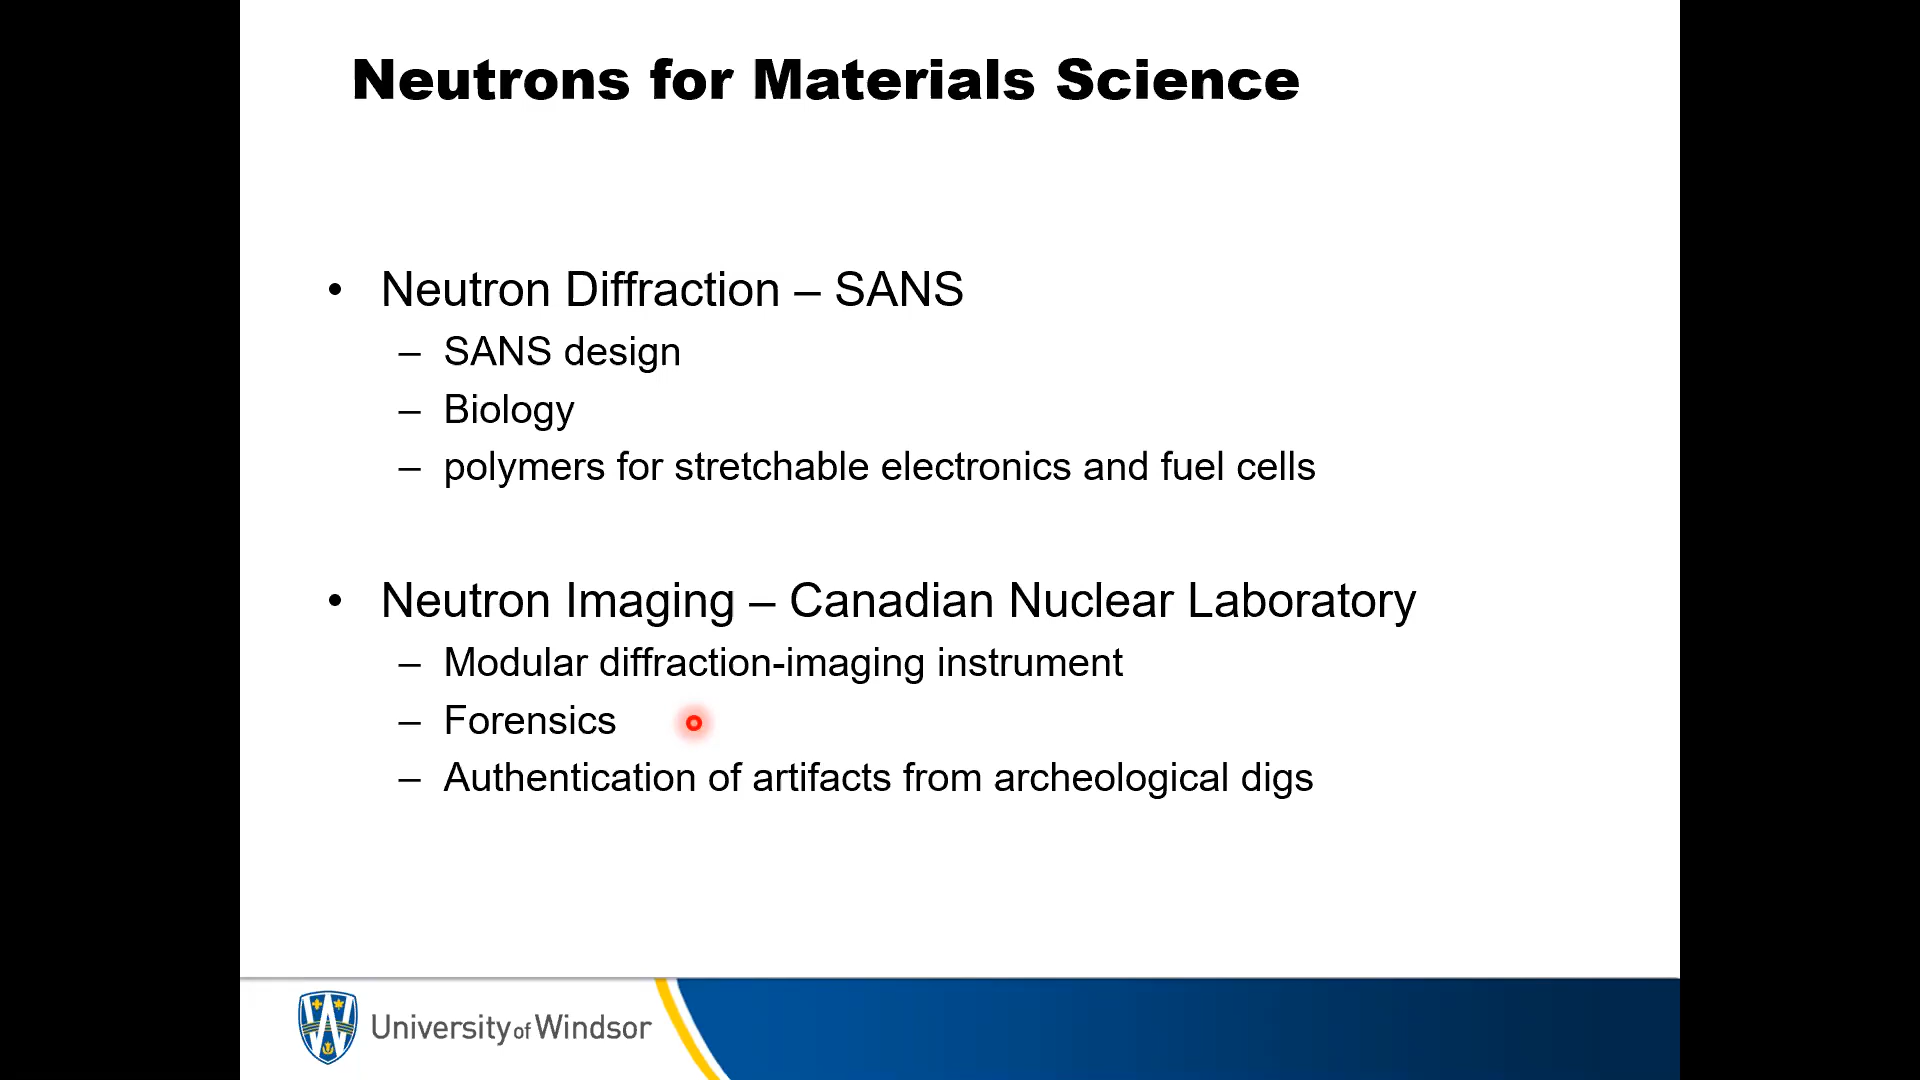 Neutrons for Materials Science
• Neutron Diffraction – SANS
– SANS design
– Biology
– polymers for stretchable electronics and fuel cells
• Neutron Imaging – Canadian Nuclear Laboratory
– Modular diffraction-imaging instrument
– Forensics
– Authentication of artifacts from archeological digs
University of Windsor